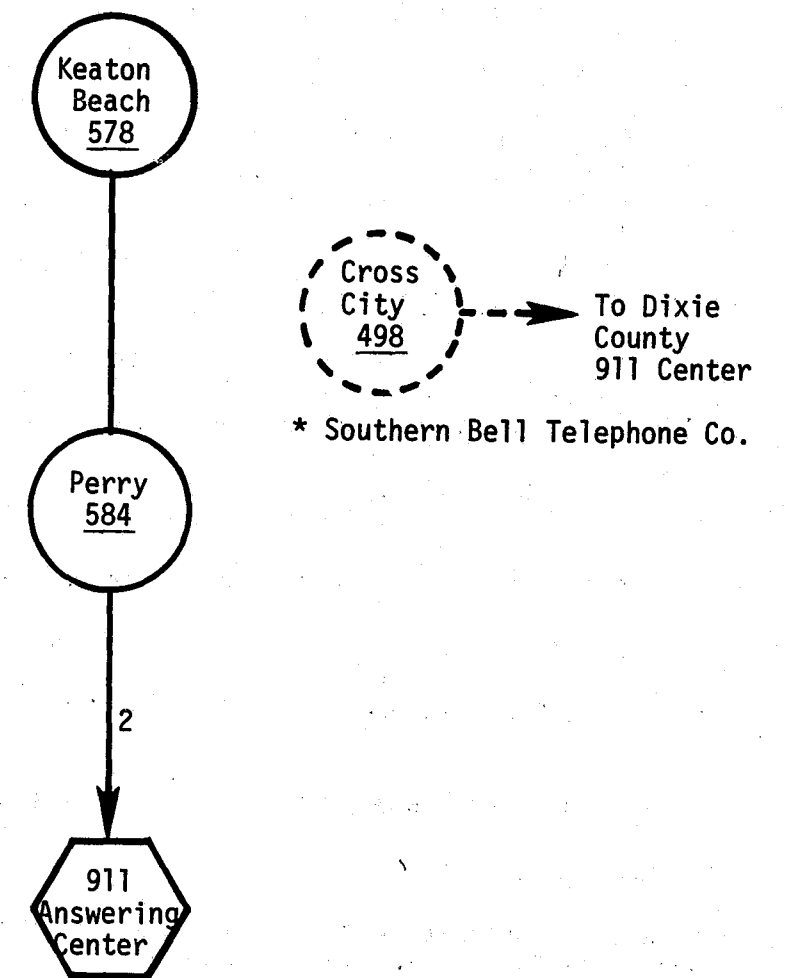 Keaton
Beach
578
Cross
City
498
To Dixie
County
911 Center
* Southern Bell Telephone Co.
Perry
584
2
911
Answering
Center